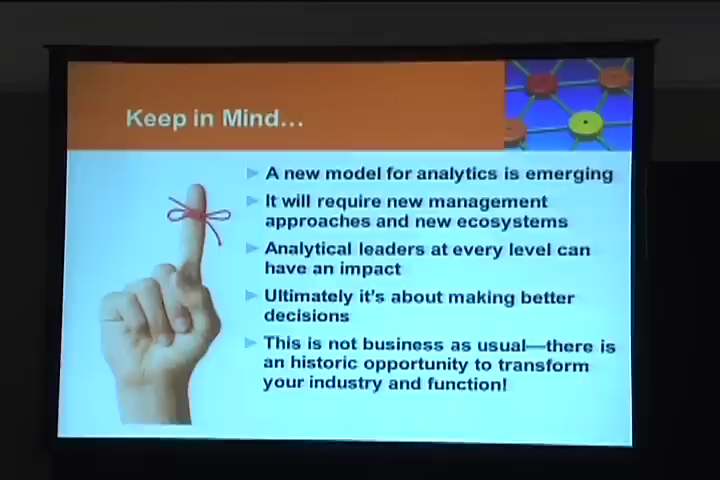 Keep in Mind...
A new model for analytics is emerging
It will require new management
approaches and new ecosystems
Analytical leaders at every level can
have an impact
Ultimately it's about making better
decisions
This is not business as usual—there is
an historic opportunity to transform
your industry and function!